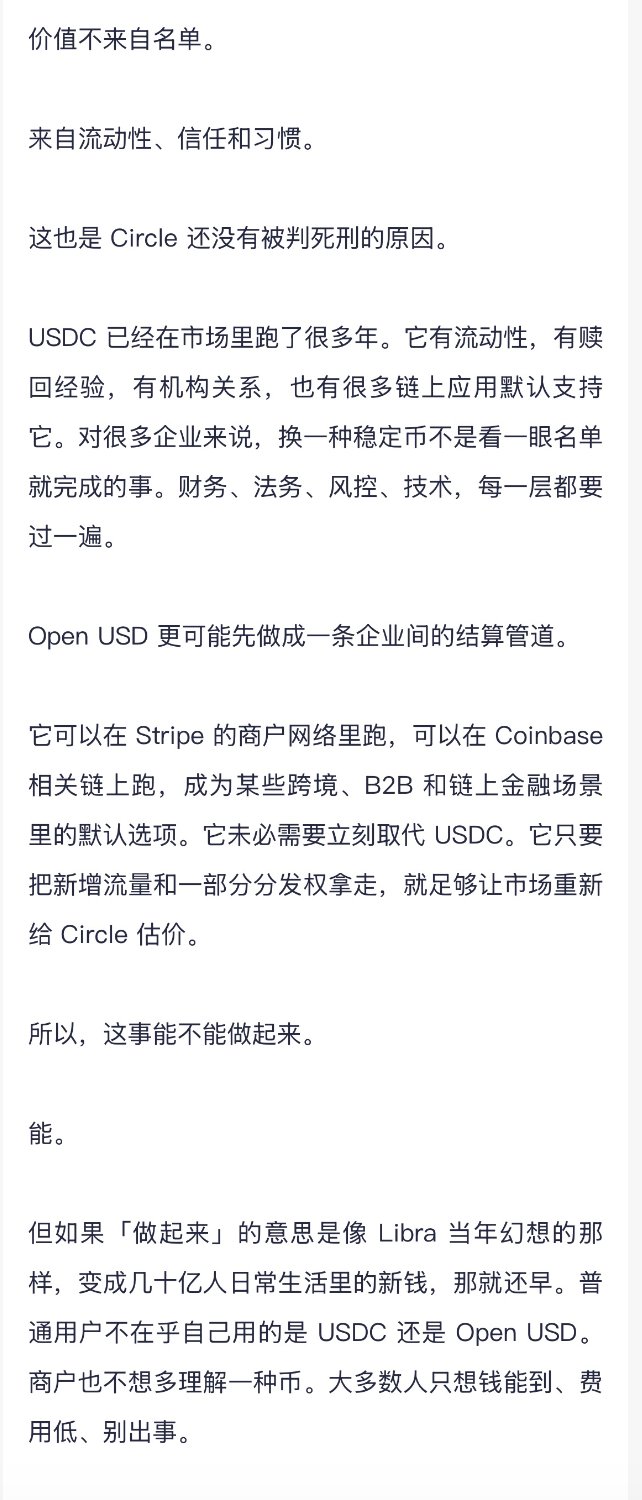 价值不来自名单。
来自流动性、信任和习惯。
这也是 Circle 还没有被判死刑的原因。
USDC 已经在市场里跑了很多年。它有流动性，有赎
回经验，有机构关系，也有很多链上应用默认支持
它。对很多企业来说，换一种稳定币不是看一眼名单
就完成的事。财务、法务、风控、技术，每一层都要
过一遍。
Open USD 更可能先做成一条企业间的结算管道。
它可以在 Stripe 的商户网络里跑，可以在 Coinbase
相关链上跑，成为某些跨境、B2B 和链上金融场景
里的默认选项。它未必需要立刻取代 USDC。它只要
把新增流量和一部分分发权拿走，就足够让市场重新
给 Circle 估价。
所以，这事能不能做起来。
能。
但如果「做起来」的意思是像 Libra 当年幻想的那
样，变成几十亿人日常生活里的新钱，那就还早。普
通用户不在乎自己用的是 USDC 还是 Open USD。
商户也不想多理解一种币。大多数人只想钱能到、费
用低、别出事。